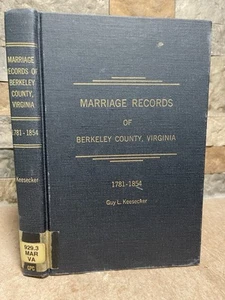 MARRIAGE
RECORDS OF
BERKELEY
COUNTY,
VIRGINIA
1781-1854
Keesecker
929.3
MAR
VA
MARRIAGE RECORDS
OF
BERKELEY COUNTY, VIRGINIA
1781-1854
Guy L. Keesecker